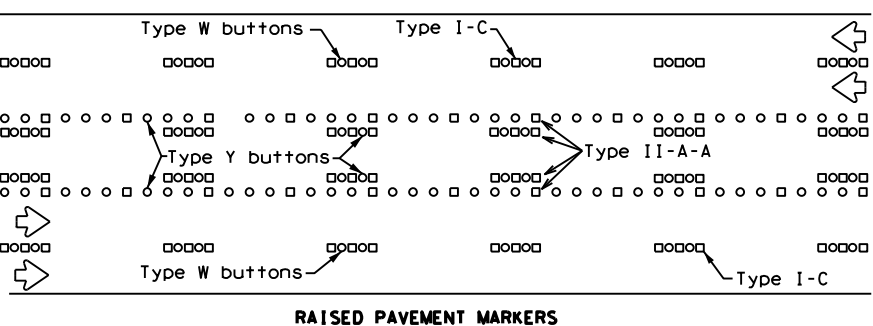 Type W buttons
Type I-C
Type Y buttons
Type II-A-A
Type W buttons
Type I-C
RAISED PAVEMENT MARKERS